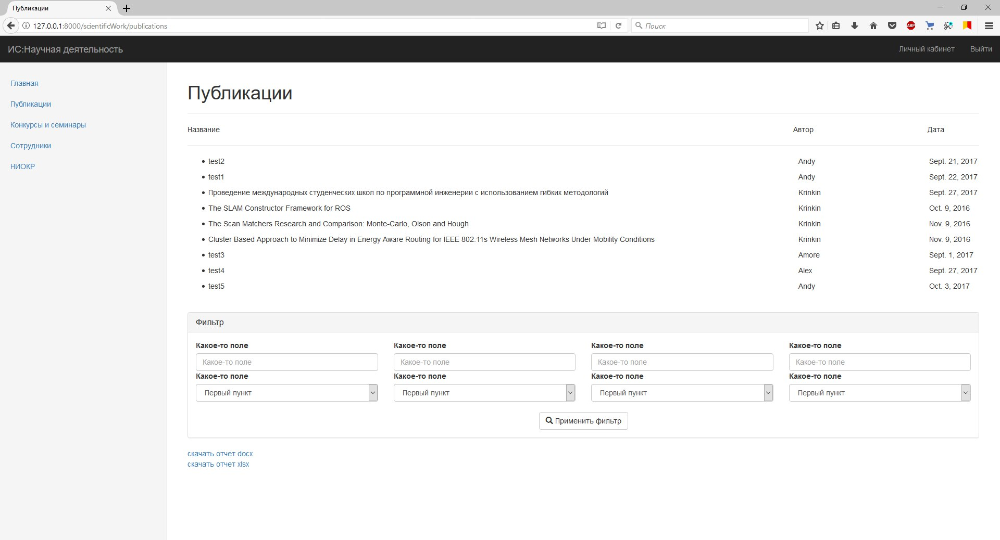 Публикации
127.0.0.1:8000/scientificWork/publications
Поиск
ABP
ИС:Научная деятельность
Личный кабинет
Выйти
Главная
Публикации
Конкурсы и семинары
Сотрудники
НИОКР
Публикации
Название Автор Дата
test2 Andy Sept. 21, 2017
test1 Andy Sept. 22, 2017
Проведение международных студенческих школ по программной инженерии с использованием гибких методологий Krinkin Sept. 27, 2017
The SLAM Constructor Framework for ROS Krinkin Oct. 9, 2016
The Scan Matchers Research and Comparison: Monte-Carlo, Olson and Hough Krinkin Nov. 9, 2016
Cluster Based Approach to Minimize Delay in Energy Aware Routing for IEEE 802.11s Wireless Mesh Networks Under Mobility Conditions Krinkin Nov. 9, 2016
test3 Amore Sept. 1, 2017
test4 Alex Sept. 27, 2017
test5 Andy Oct. 3, 2017
Фильтр
Какое-то поле Какое-то поле Какое-то поле Какое-то поле
Какое-то поле Какое-то поле Какое-то поле Какое-то поле
Какое-то поле Какое-то поле Какое-то поле Какое-то поле
Первый пункт Первый пункт Первый пункт Первый пункт
Применить фильтр
скачать отчет docx
скачать отчет xlsx